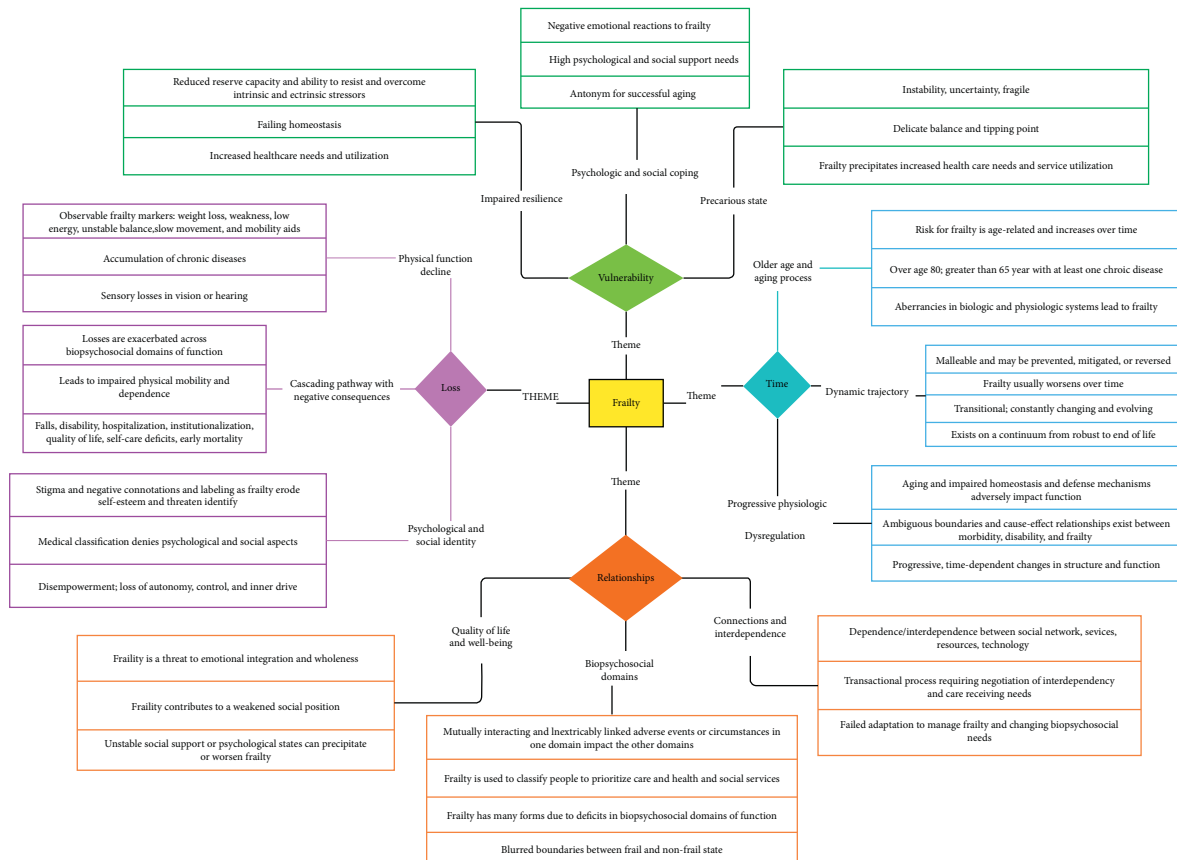 Negative emotional reactions to frailty
High psychological and social support needs
Antonym for successful aging
Reduced reserve capacity and ability to resist and overcome
intrinsic and ectrinsic stressors
Failing homeostasis
Increased healthcare needs and utilization
Instability, uncertainty, fragile
Delicate balance and tipping point
Frailty precipitates increased health care needs and service utilization
Psychologic and social coping
Impaired resilience
Precarious state
Vulnerability
Observable frailty markers: weight loss, weakness, low
energy, unstable balance,slow movement, and mobility aids
Accumulation of chronic diseases
Sensory losses in vision or hearing
Physical function
decline
Older age and
aging process
Risk for frailty is age-related and increases over time
Over age 80; greater than 65 year with at least one chroic disease
Aberrancies in biologic and physiologic systems lead to frailty
Theme
Losses are exacerbated across
biopsychosocial domains of function
Leads to impaired physical mobility and
dependence
Falls, disability, hospitalization, institutionalization,
quality of life, self-care deficits, early mortality
Cascading pathway with
negative consequences
Loss
THEME
Frailty
Theme
Time
Dynamic trajectory
Malleable and may be prevented, mitigated, or reversed
Frailty usually worsens over time
Transitional; constantly changing and evolving
Exists on a continuum from robust to end of life
Stigma and negative connotations and labeling as frailty erode
self-esteem and threaten identify
Medical classification denies psychological and social aspects
Disempowerment; loss of autonomy, control, and inner drive
Psychological and
social identity
Theme
Progressive physiologic
Dysregulation
Aging and impaired homeostasis and defense mechanisms
adversely impact function
Ambiguous boundaries and cause-effect relationships exist between
morbidity, disability, and frailty
Progressive, time-dependent changes in structure and function
Relationships
Quality of life
and well-being
Biopsychosocial
domains
Connections and
interdependence
Fraility is a threat to emotional integration and wholeness
Fraility contributes to a weakened social position
Unstable social support or psychological states can precipitate
or worsen frailty
Mutually interacting and Inextricably linked adverse events or circumstances in
one domain impact the other domains
Frailty is used to classify people to prioritize care and health and social services
Frailty has many forms due to deficits in biopsychosocial domains of function
Blurred boundaries between frail and non-frail state
Dependence/interdependence between social network, sevices,
resources, technology
Transactional process requiring negotiation of interdependency
and care receiving needs
Failed adaptation to manage frailty and changing biopsychosocial
needs